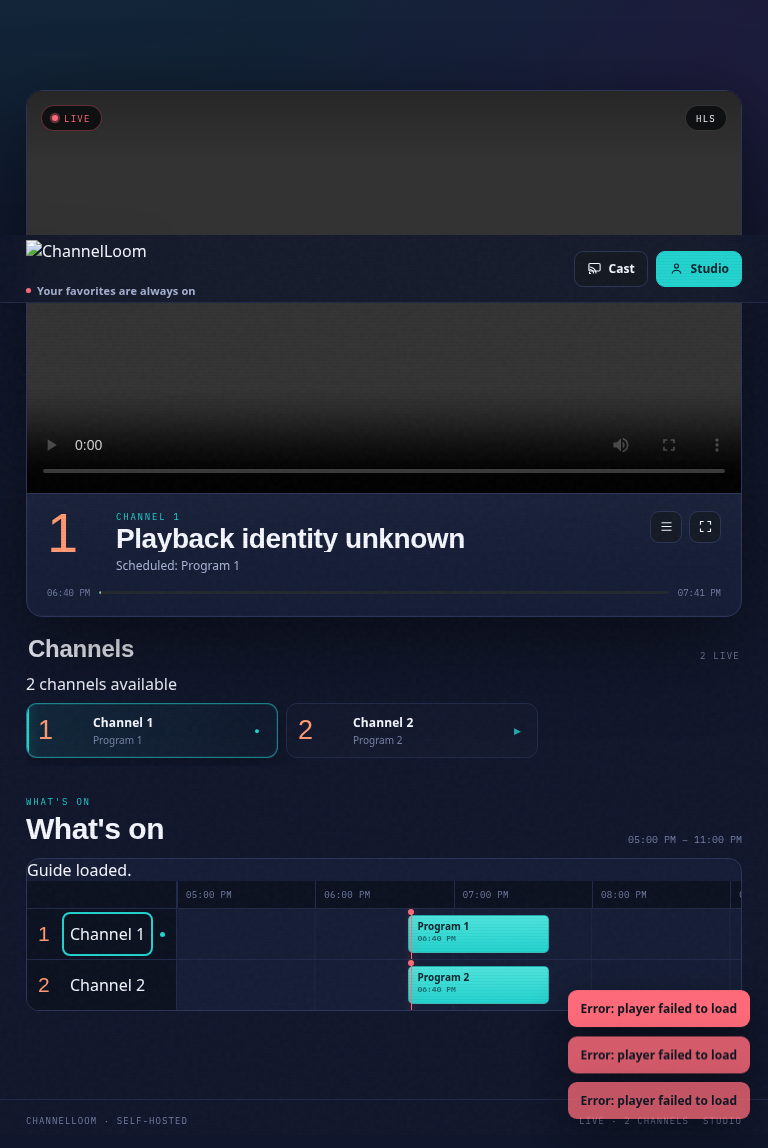 LIVE
HLS
ChannelLoom
Your favorites are always on
Cast
Studio
0:00
1
CHANNEL 1
Playback identity unknown
Scheduled: Program 1
06:40 PM
07:41 PM
Channels
2 LIVE
2 channels available
1
Channel 1
Program 1
2
Channel 2
Program 2
WHAT'S ON
What's on
05:00 PM – 11:00 PM
Guide loaded.
05:00 PM
06:00 PM
07:00 PM
08:00 PM
1
Channel 1
Program 1
06:40 PM
2
Channel 2
Program 2
06:40 PM
Error: player failed to load
Error: player failed to load
Error: player failed to load
CHANNELLOOM · SELF-HOSTED
LIVE · 2 CHANNELS
STUDIO